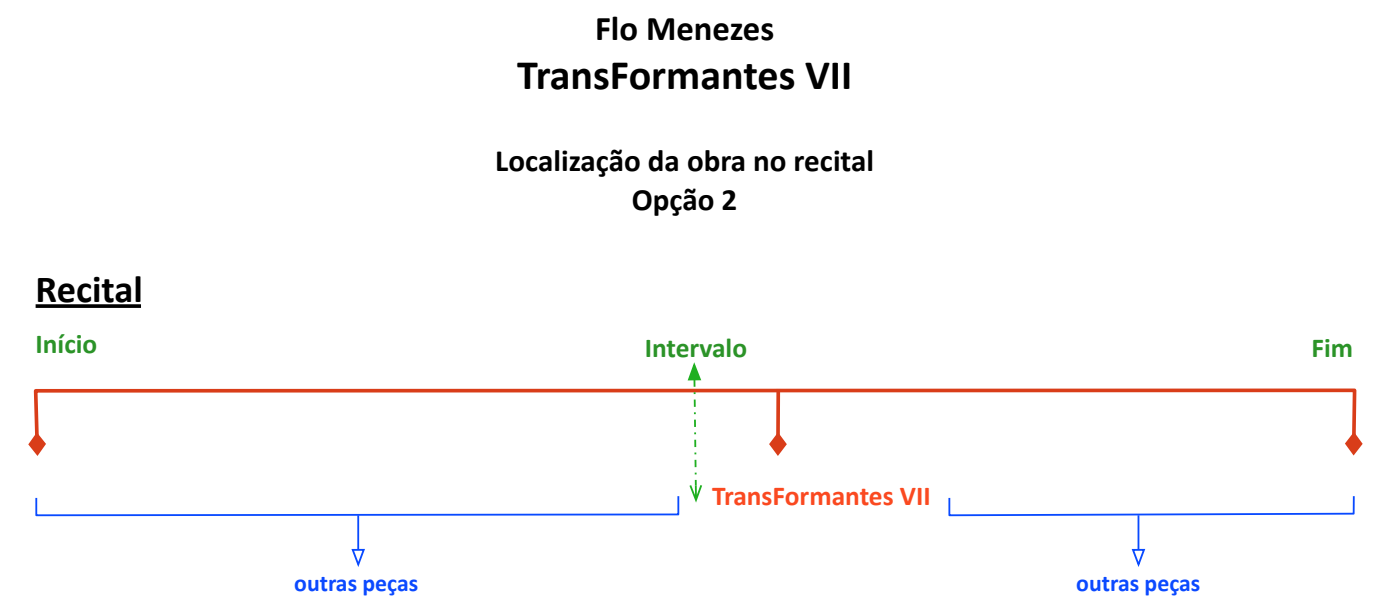 Flo Menezes
TransFormantes VII
Localização da obra no recital
Opção 2
Recital
Início
Intervalo
Fim
TransFormantes VII
outras peças
outras peças